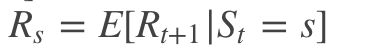 R_s = E[R_{t+1}|S_t = s]